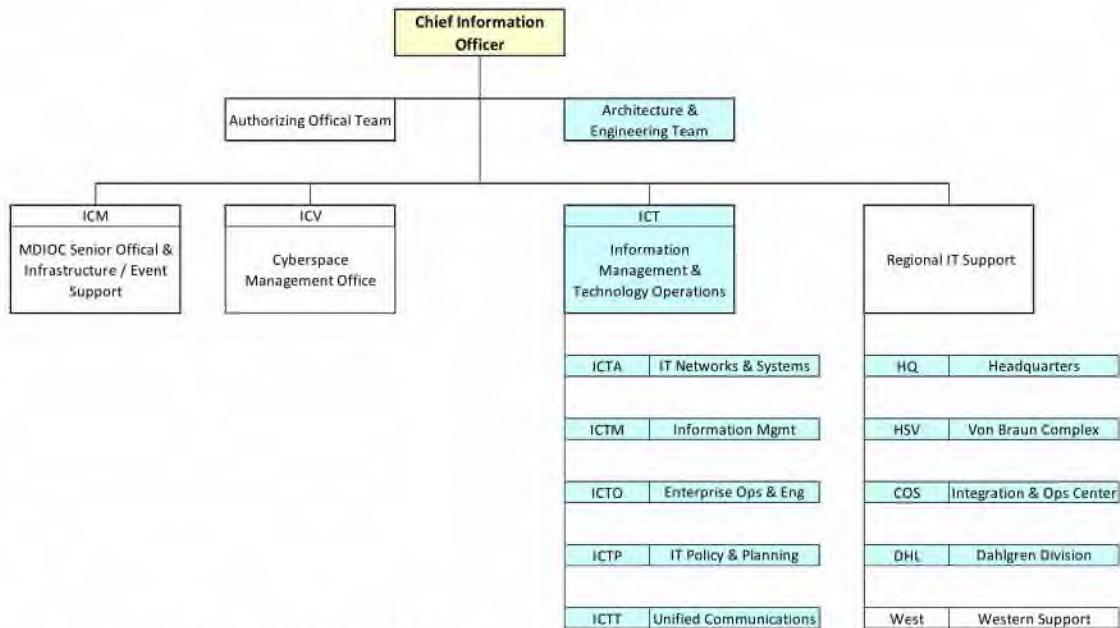 Chief Information
Officer
Authorizing Offical Team
Architecture &
Engineering Team
ICM
MDIOC Senior Offical &
Infrastructure / Event
Support
ICV
Cyberspace
Management Office
ICT
Information
Management &
Technology Operations
Regional IT Support
ICTA IT Networks & Systems
ICTM Information Mgmt
ICTO Enterprise Ops & Eng
ICTP IT Policy & Planning
ICTT Unified Communications
HQ Headquarters
HSV Von Braun Complex
COS Integration & Ops Center
DHL Dahlgren Division
West Western Support